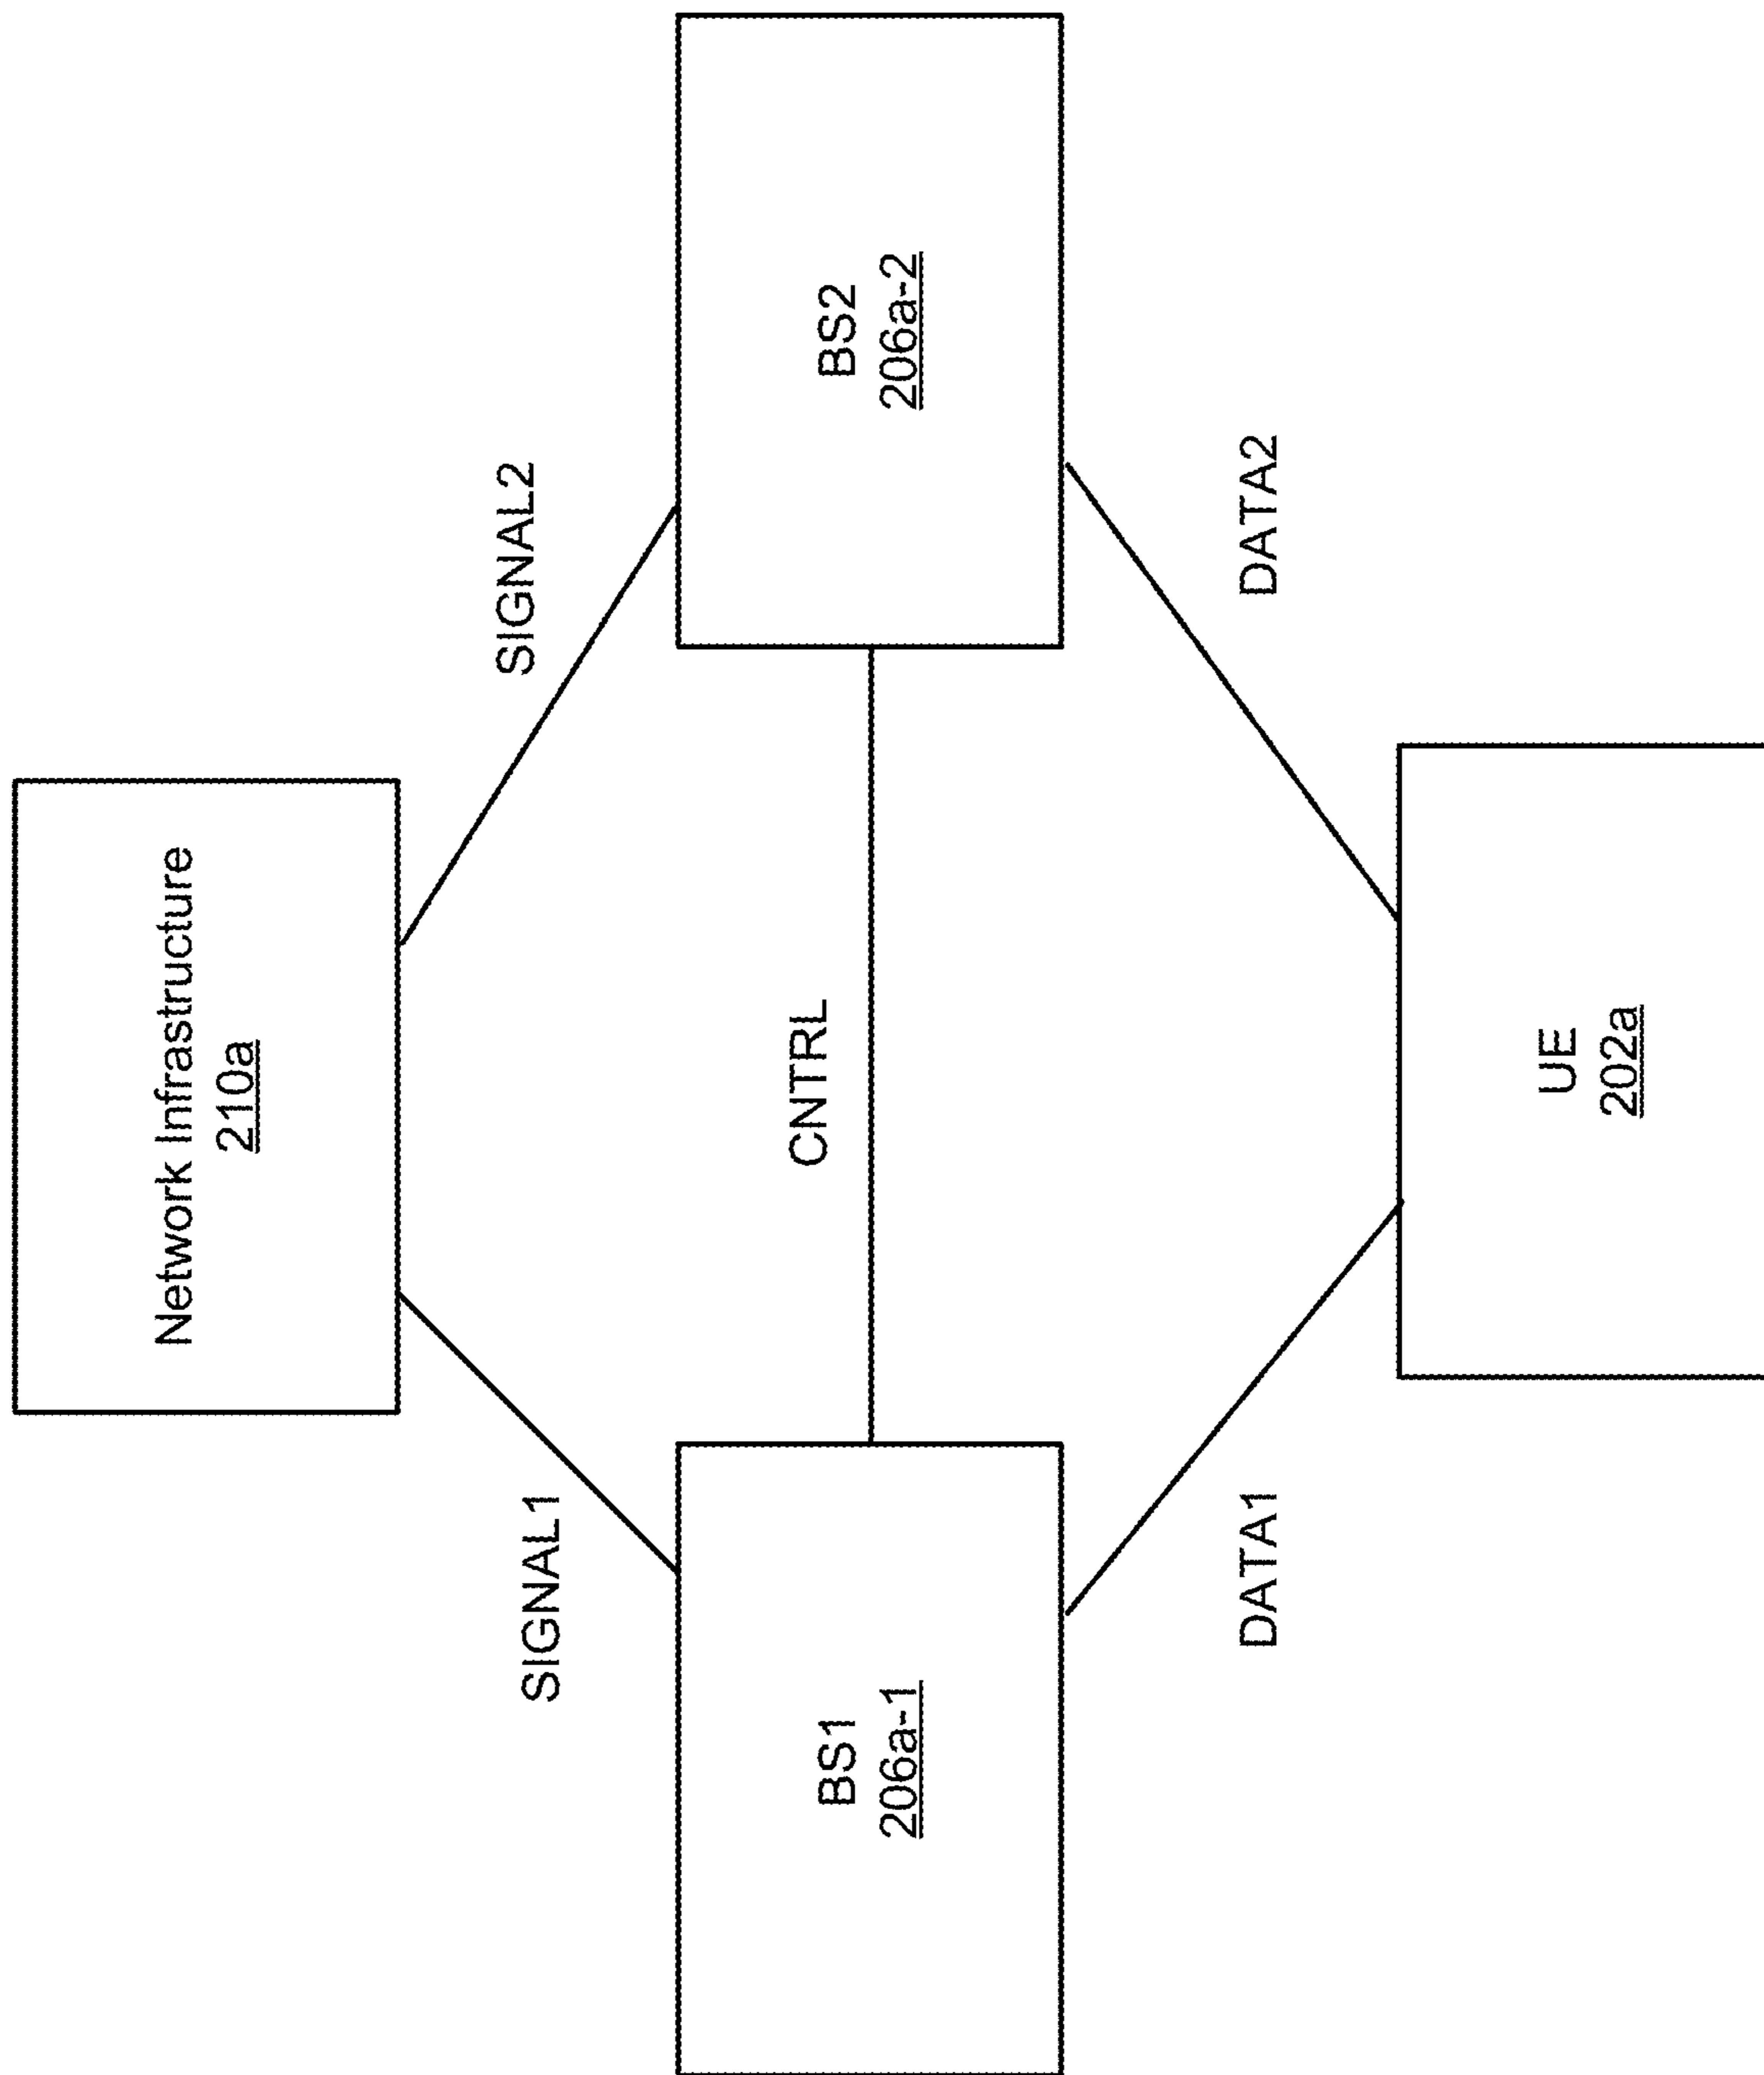 Network Infrastructure
210a
SIGNAL1
SIGNAL2
BS1
206a-1
CNTRL
BS2
206a-2
DATA1
DATA2
UE
202a